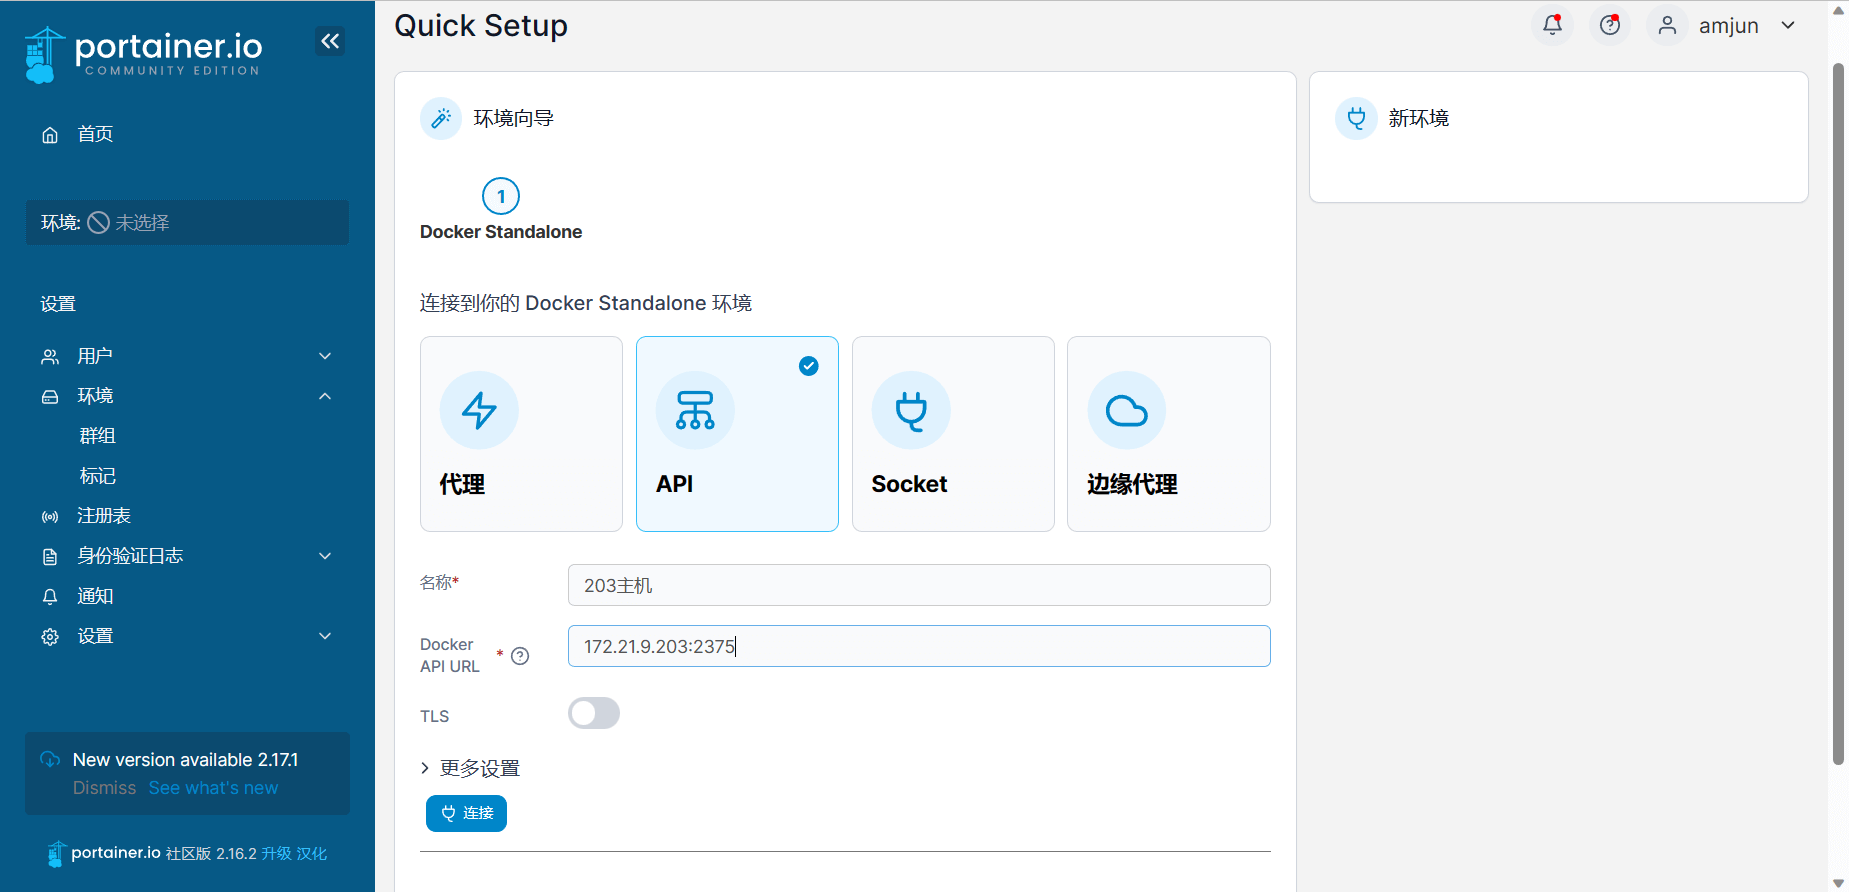 portainer.io
COMMUNITY EDITION
首页
环境: 未选择
设置
用户
环境
群组
标记
注册表
身份验证日志
通知
设置
New version available 2.17.1
Dismiss See what's new
portainer.io 社区版 2.16.2 升级 汉化
Quick Setup
amjun
环境向导
1
Docker Standalone
连接到你的 Docker Standalone 环境
代理
API
Socket
边缘代理
名称*
203主机
Docker
API URL *
172.21.9.203:2375
TLS
更多设置
连接
新环境